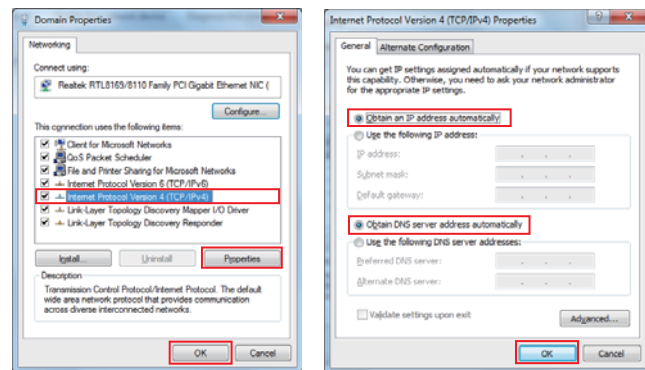 Domain Properties
Networking
Connect using:
Realtek RTL8169/8110 Family PCI Gigabit Ethernet NIC (
Configure...
This connection uses the following items:
Client for Microsoft Networks
QoS Packet Scheduler
File and Printer Sharing for Microsoft Networks
Internet Protocol Version 6 (TCP/IPv6)
Internet Protocol Version 4 (TCP/IPv4)
Link-Layer Topology Discovery Mapper I/O Driver
Link-Layer Topology Discovery Responder
Install...
Uninstall
Properties
Description
Transmission Control Protocol/Internet Protocol. The default
wide area network protocol that provides communication
across diverse interconnected networks.
OK
Cancel
Internet Protocol Version 4 (TCP/IPv4) Properties
General
Alternate Configuration
You can get IP settings assigned automatically if your network supports
this capability. Otherwise, you need to ask your network administrator
for the appropriate IP settings.
Obtain an IP address automatically
Use the following IP address:
IP address:
Subnet mask:
Default gateway:
Obtain DNS server address automatically
Use the following DNS server addresses:
Preferred DNS server:
Alternate DNS server:
Validate settings upon exit
Advanced...
OK
Cancel